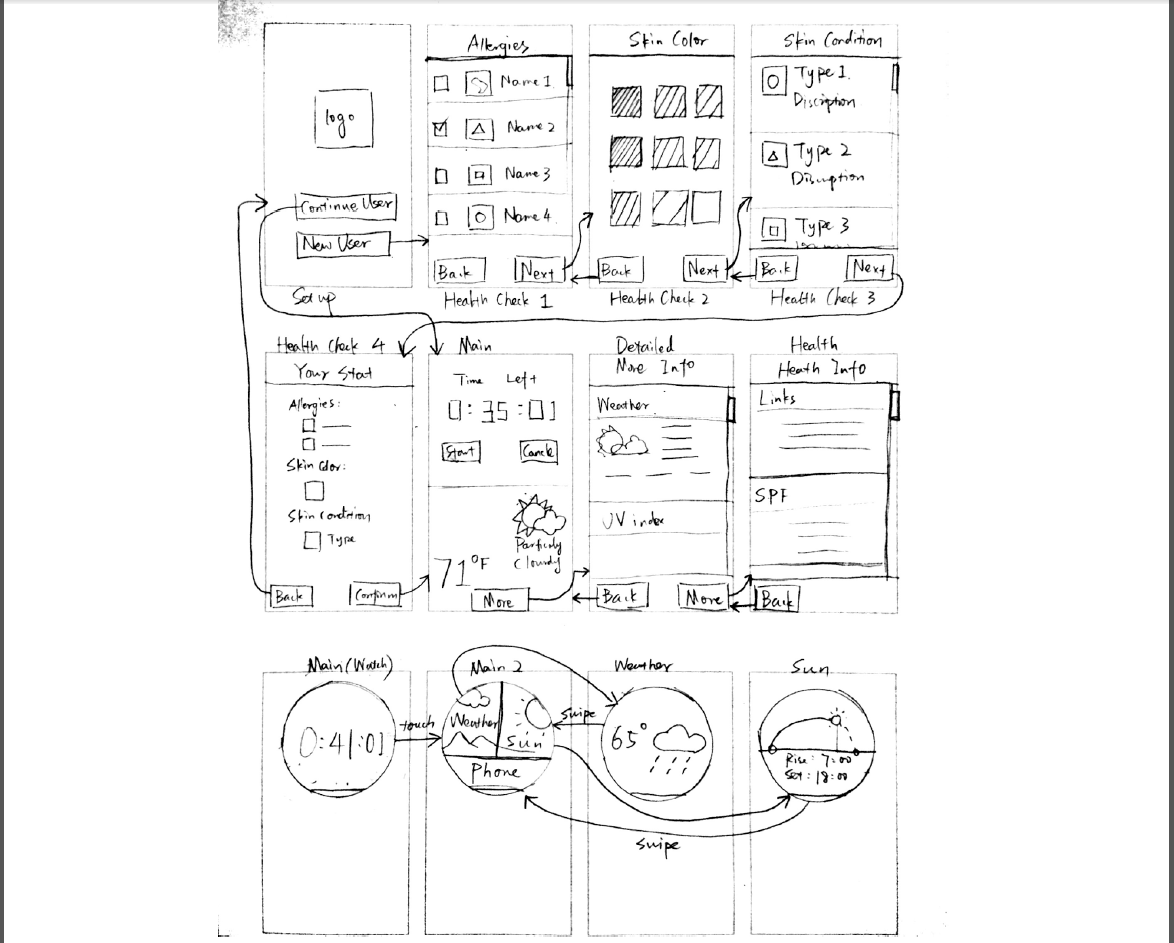 logo
Continue User
New User
Set up
Allergies
Name 1
Name 2
Name 3
Name 4
Back
Next
Health Check 1
Skin Color
Back
Next
Health Check 2
Skin Condition
Type 1
Discription
Type 2
Discription
Type 3
Back
Next
Health Check 3
Health Check 4
Your Stat
Allergies:
Skin Color:
Skin Condition
Type
Back
Confirm
Main
Time Left
0:35:01
Start
Cancle
Particuly
Cloundy
71°F
More
Detailed
More Info
Weather
UV index
Back
More
Health
Heath Info
Links
SPF
Back
Main (Watch)
0:41:01
touch
Main 2
Weather
Sun
Phone
Swipe
Weather
65°
Sun
Rise: 7:00
Set: 18:00
Swipe